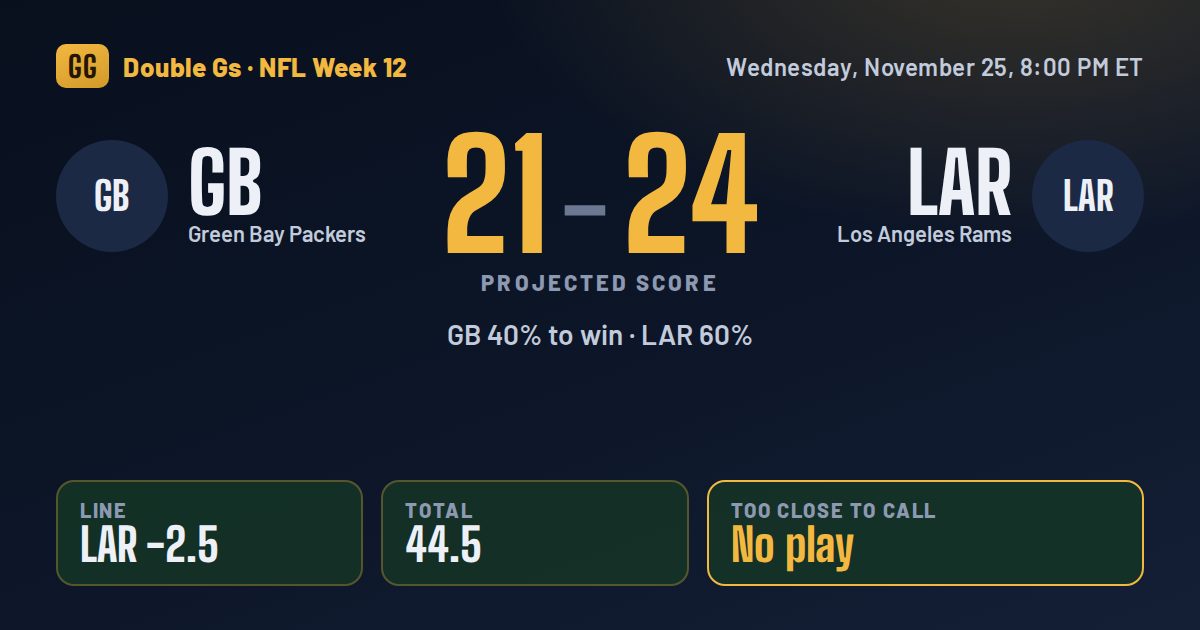 GG Double Gs · NFL Week 12
Wednesday, November 25, 8:00 PM ET
GB
GB
Green Bay Packers
21 – 24
PROJECTED SCORE
GB 40% to win · LAR 60%
LAR
Los Angeles Rams
LAR
LINE
LAR −2.5
TOTAL
44.5
TOO CLOSE TO CALL
No play